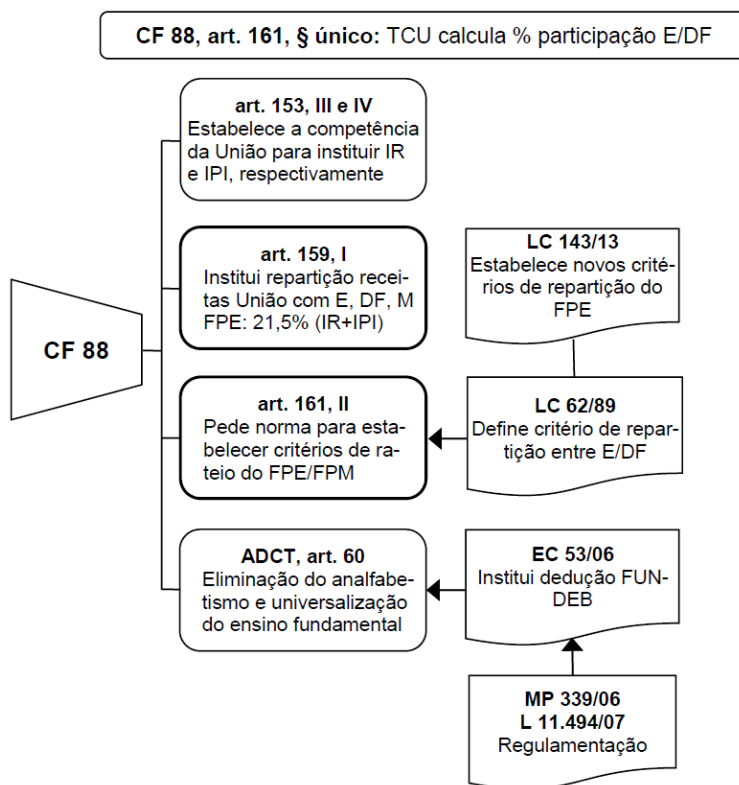 CF 88, art. 161, § único: TCU calcula % participação E/DF
art. 153, III e IV
Estabelece a competência
da União para instituir IR
e IPI, respectivamente
art. 159, I
Institui repartição recei-
tas União com E, DF, M
FPE: 21,5% (IR+IPI)
LC 143/13
Estabelece novos crité-
rios de repartição do
FPE
CF 88
art. 161, II
Pede norma para esta-
belecer critérios de ra-
teio do FPE/FPM
LC 62/89
Define critério de repar-
tição entre E/DF
ADCT, art. 60
Eliminação do analfabe-
tismo e universalização
do ensino fundamental
EC 53/06
Institui dedução FUN-
DEB
MP 339/06
L 11.494/07
Regulamentação